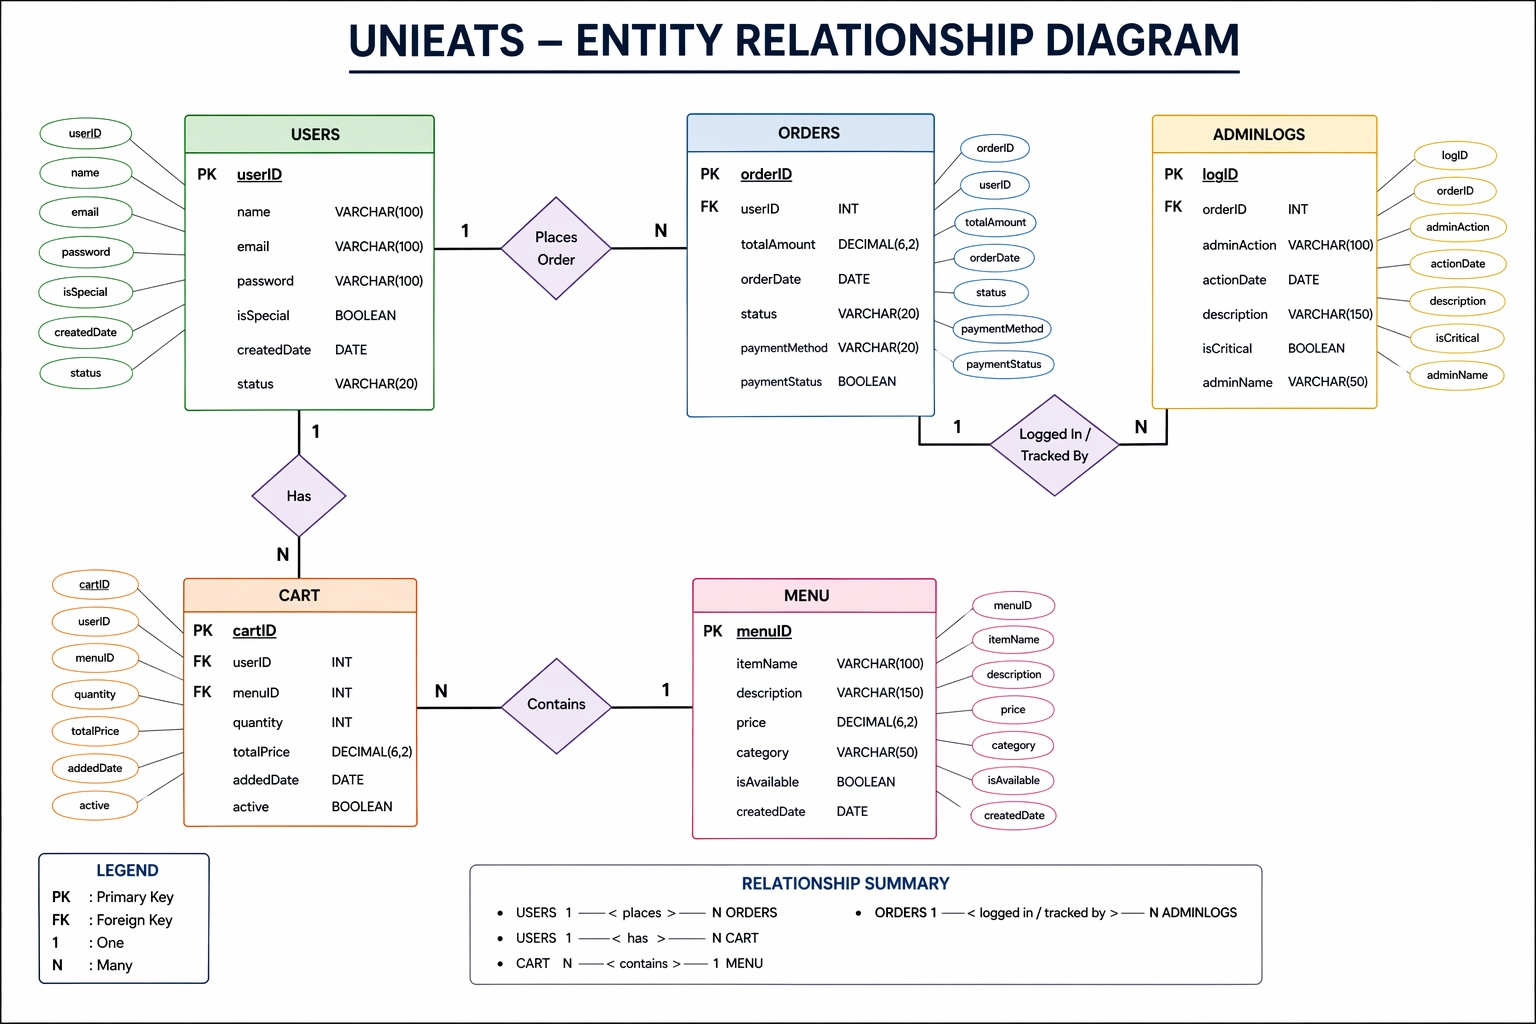 UNIEATS – ENTITY RELATIONSHIP DIAGRAM
userID
name
email
password
isSpecial
createdDate
status
USERS
PK userID
name VARCHAR(100)
email VARCHAR(100)
password VARCHAR(100)
isSpecial BOOLEAN
createdDate DATE
status VARCHAR(20)
1
Places
Order
N
ORDERS
PK orderID
FK userID INT
totalAmount DECIMAL(6,2)
orderDate DATE
status VARCHAR(20)
paymentMethod VARCHAR(20)
paymentStatus BOOLEAN
orderID
userID
totalAmount
orderDate
status
paymentMethod
paymentStatus
ADMINLOGS
PK logID
FK orderID INT
adminAction VARCHAR(100)
actionDate DATE
description VARCHAR(150)
isCritical BOOLEAN
adminName VARCHAR(50)
logID
orderID
adminAction
actionDate
description
isCritical
adminName
1
Logged In /
Tracked By
N
1
Has
N
cartID
userID
menuID
quantity
totalPrice
addedDate
active
CART
PK cartID
FK userID INT
FK menuID INT
quantity INT
totalPrice DECIMAL(6,2)
addedDate DATE
active BOOLEAN
N
Contains
1
MENU
PK menuID
itemName VARCHAR(100)
description VARCHAR(150)
price DECIMAL(6,2)
category VARCHAR(50)
isAvailable BOOLEAN
createdDate DATE
menuID
itemName
description
price
category
isAvailable
createdDate
LEGEND
PK : Primary Key
FK : Foreign Key
1 : One
N : Many
RELATIONSHIP SUMMARY
• USERS 1 —< places >— N ORDERS
• USERS 1 —< has >— N CART
• CART N —< contains >— 1 MENU
• ORDERS 1 —< logged in / tracked by >— N ADMINLOGS